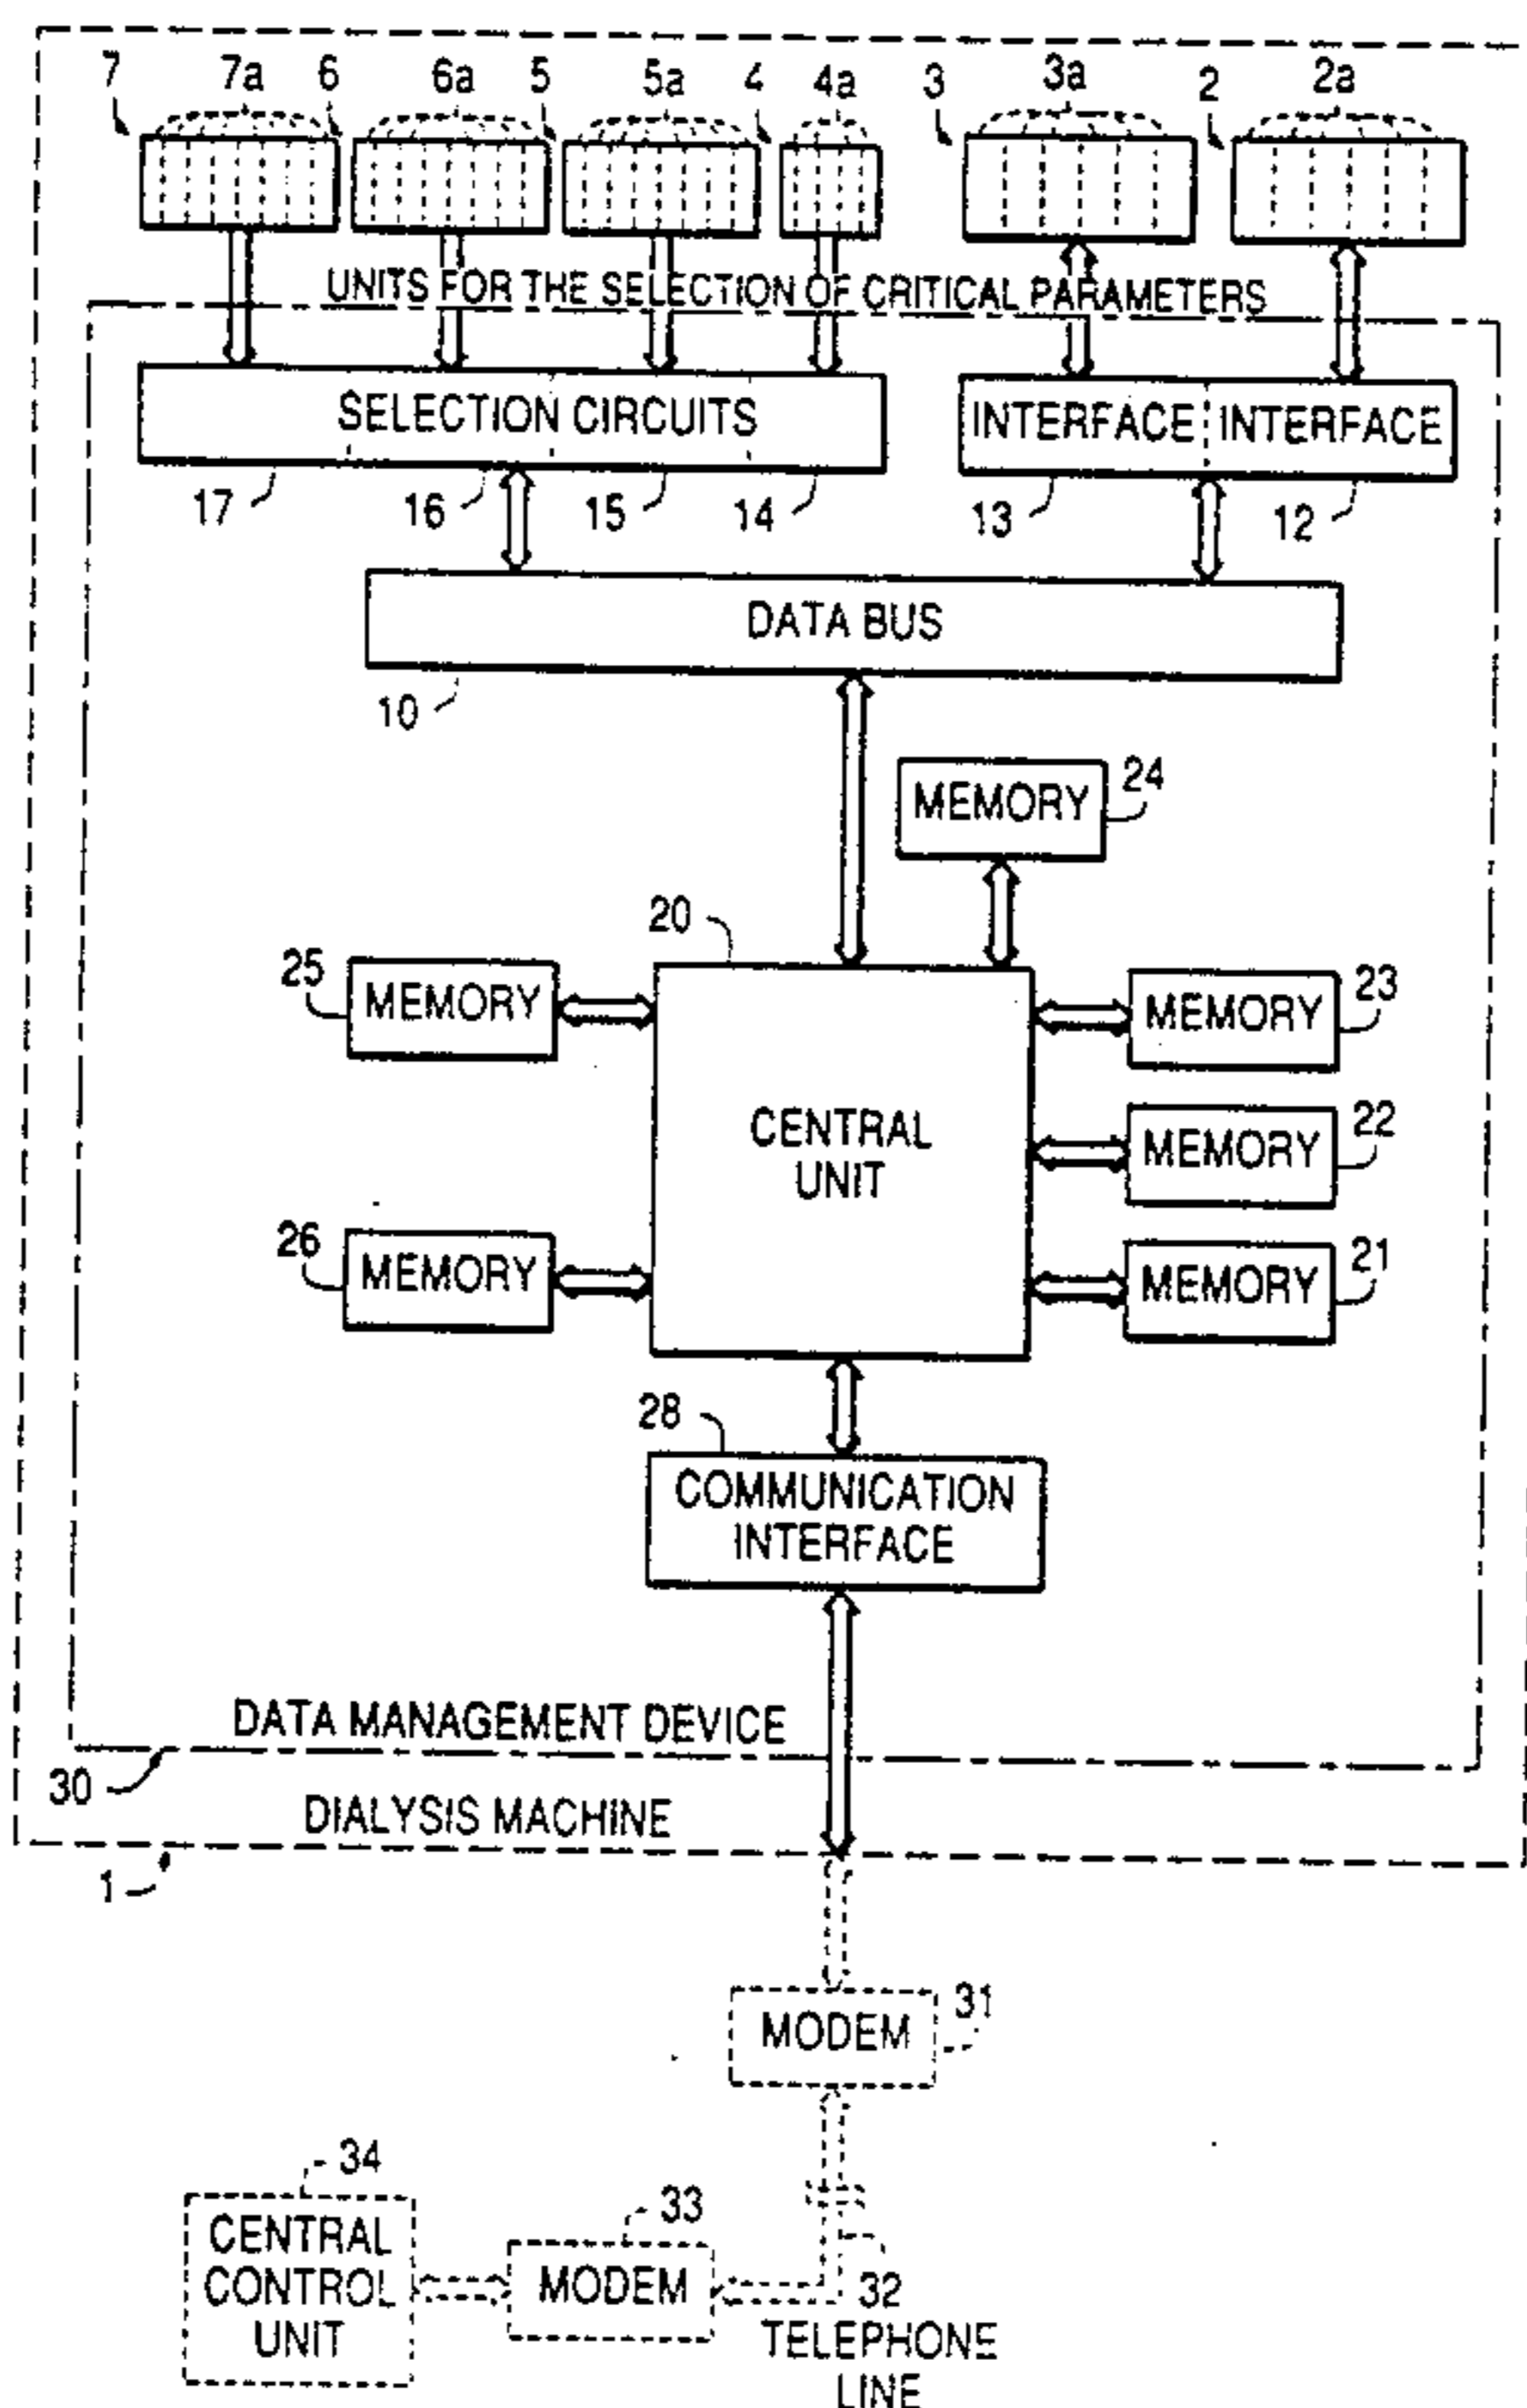 7 7a 6 6a 5 5a 4 4a 3 3a 2 2a
UNITS FOR THE SELECTION OF CRITICAL PARAMETERS
SELECTION CIRCUITS
INTERFACE INTERFACE
17 16 15 14 13 12
DATA BUS
10
MEMORY 24
20
25 MEMORY
MEMORY 23
CENTRAL
UNIT
MEMORY 22
26 MEMORY
MEMORY 21
28
COMMUNICATION
INTERFACE
DATA MANAGEMENT DEVICE
30
DIALYSIS MACHINE
1
MODEM 31
34
CENTRAL
CONTROL
UNIT
33
MODEM
32
TELEPHONE
LINE